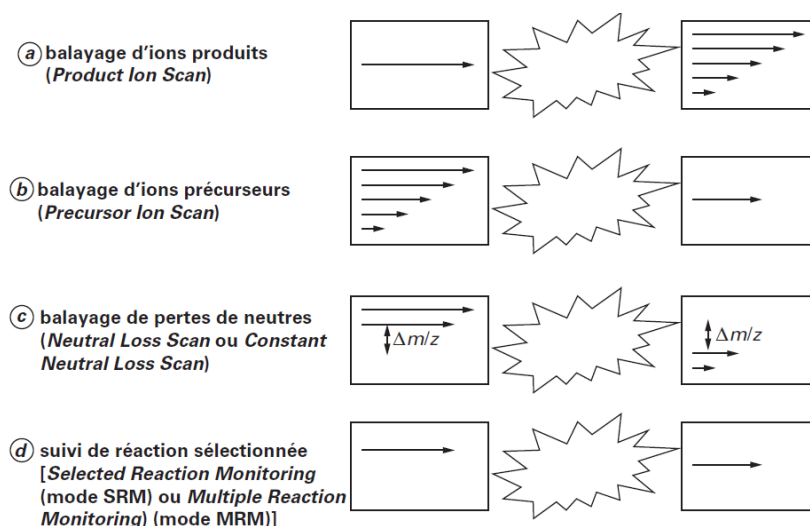 a balayage d'ions produits
(Product Ion Scan)
b balayage d'ions précurseurs
(Precursor Ion Scan)
c balayage de pertes de neutres
(Neutral Loss Scan ou Constant
Neutral Loss Scan)
Δm/z
Δm/z
d suivi de réaction sélectionnée
[Selected Reaction Monitoring
(mode SRM) ou Multiple Reaction
Monitoring) (mode MRM)]